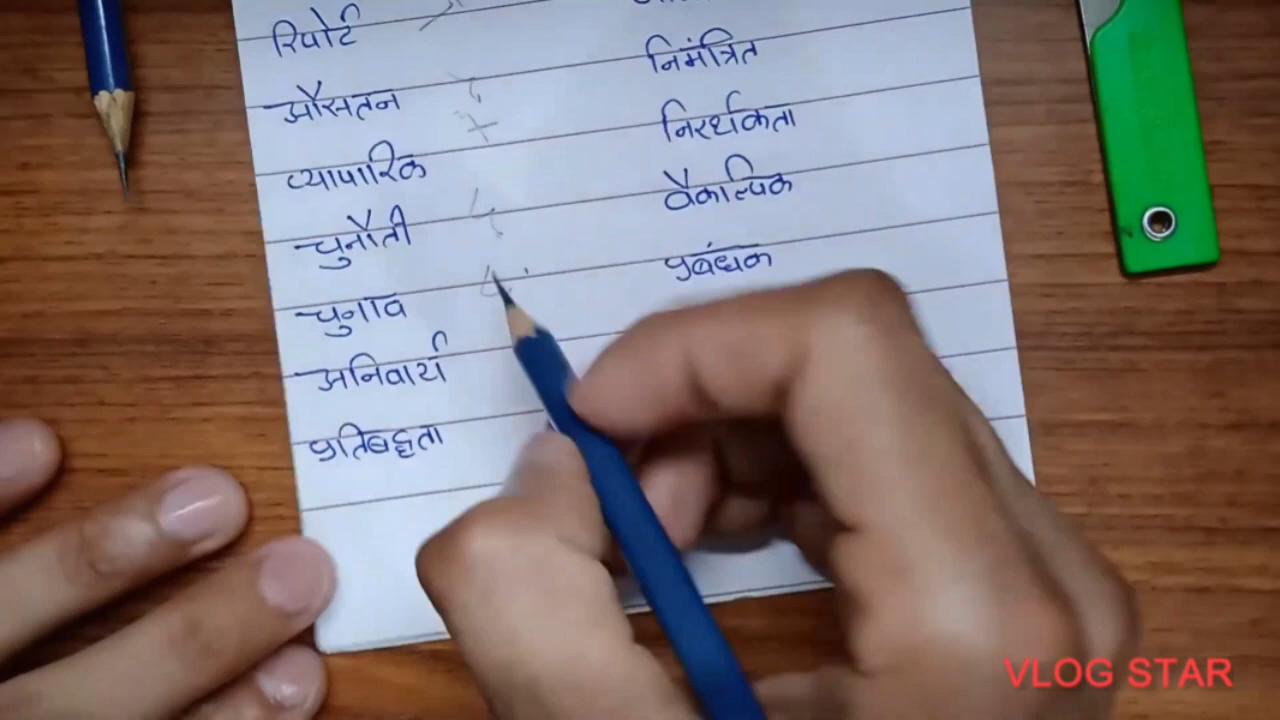 रिपोर्ट
औसतन
व्यापारिक
चुनौती
चुनाव
अनिवार्य
प्रतिबद्धता
निमंत्रित
निरर्थकता
वैकल्पिक
प्रबंधक
VLOG STAR